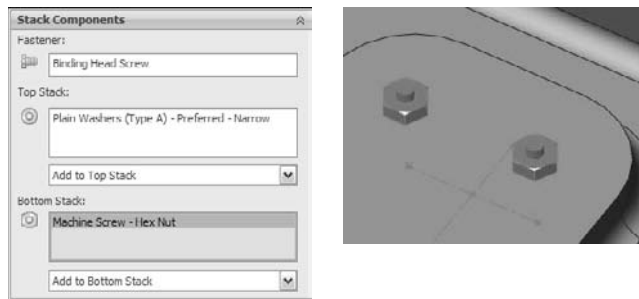 Stack Components
Fastener:
Binding Head Screw
Top Stack:
Plain Washers (Type A) - Preferred - Narrow
Add to Top Stack
Bottom Stack:
Machine Screw - Hex Nut
Add to Bottom Stack